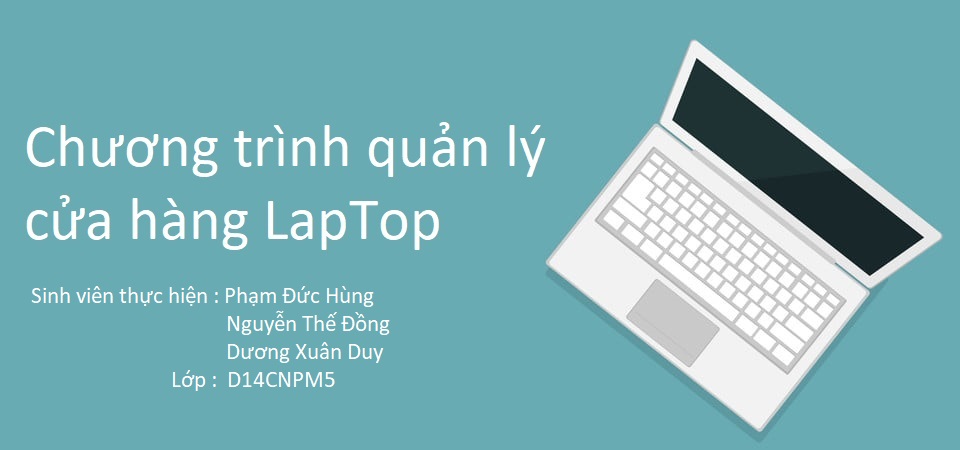 Chương trình quản lý
cửa hàng LapTop
Sinh viên thực hiện : Phạm Đức Hùng
Nguyễn Thế Đồng
Dương Xuân Duy
Lớp : D14CNPM5